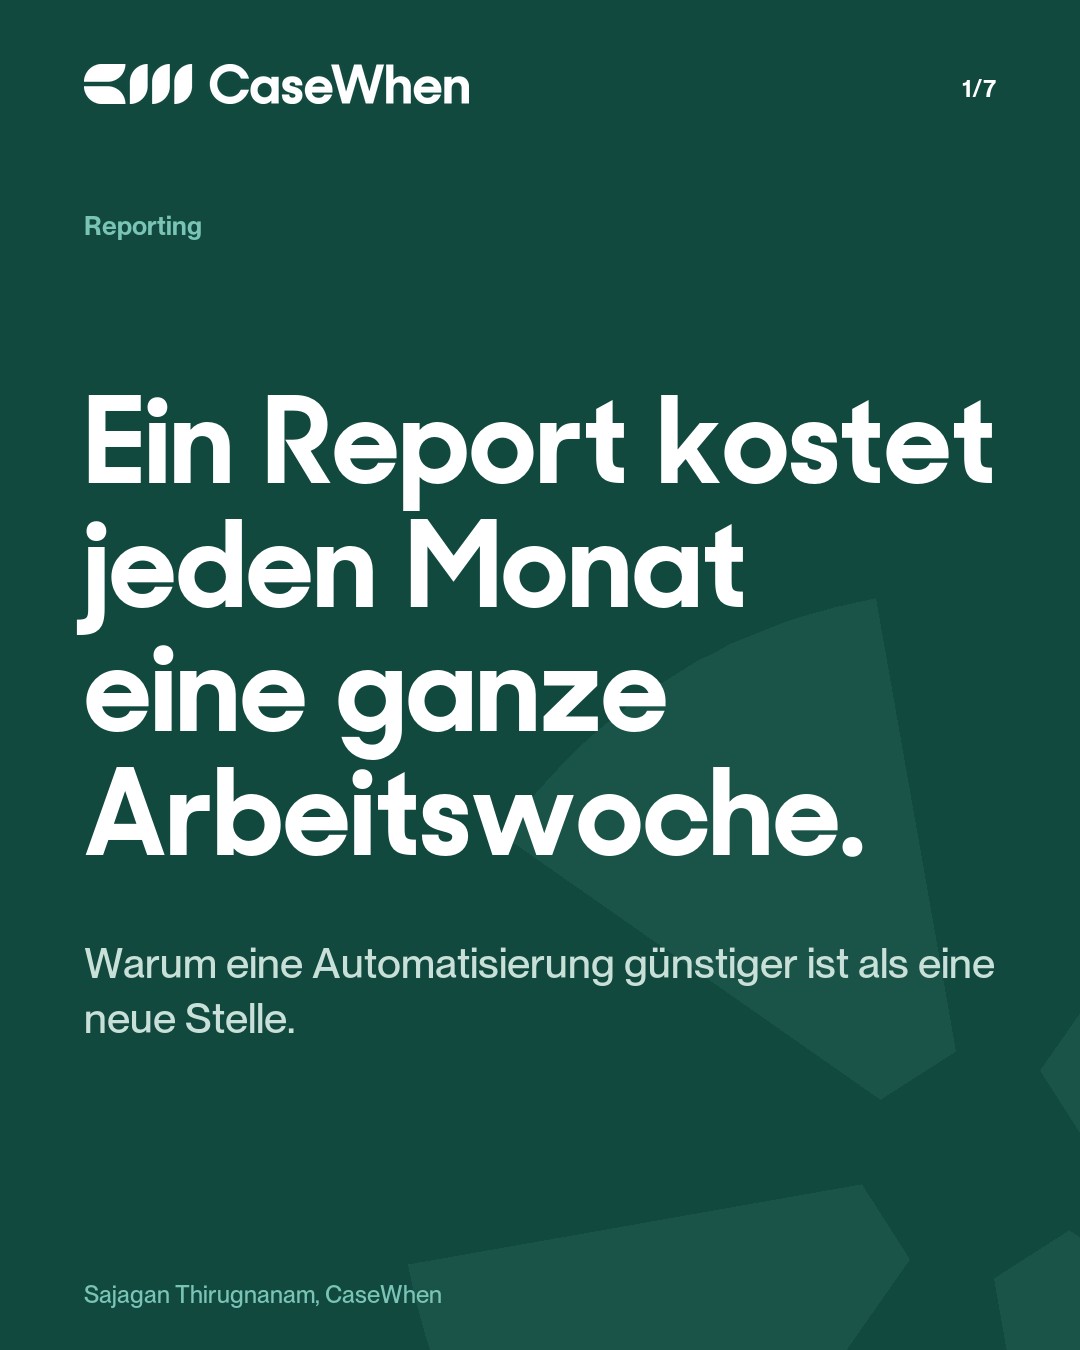 CaseWhen
1/7
Reporting
Ein Report kostet
jeden Monat
eine ganze
Arbeitswoche.
Warum eine Automatisierung günstiger ist als eine
neue Stelle.
Sajagan Thirugnanam, CaseWhen